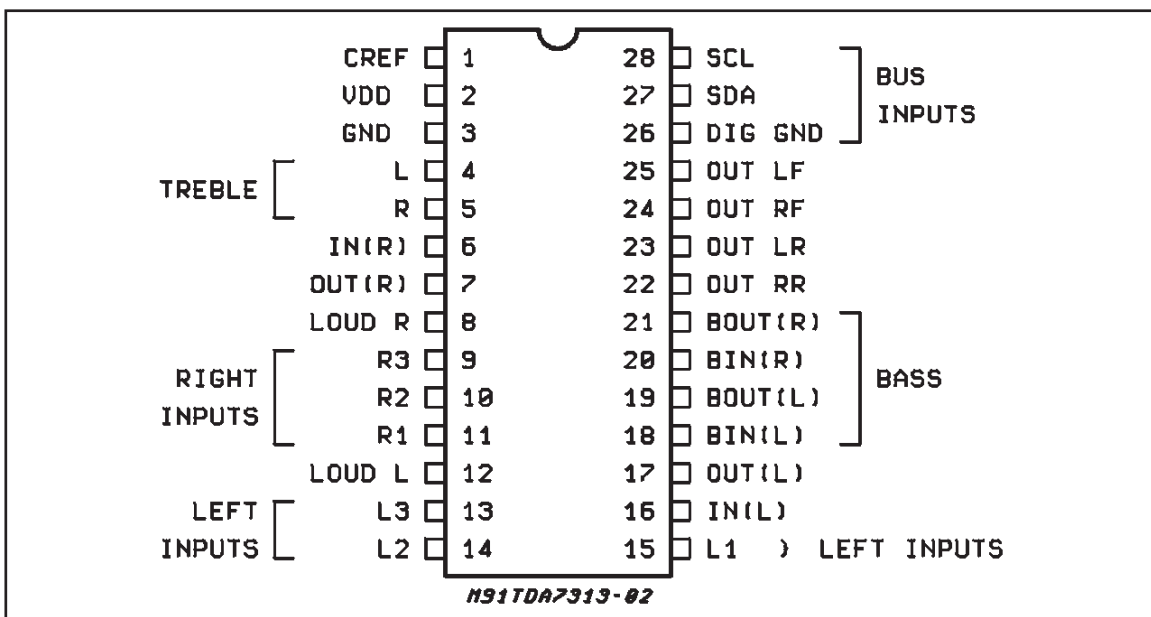 CREF 1 28 SCL
VDD 2 27 SDA
GND 3 26 DIG GND
BUS INPUTS
L 4 25 OUT LF
R 5 24 OUT RF
TREBLE
IN(R) 6 23 OUT LR
OUT(R) 7 22 OUT RR
LOUD R 8 21 BOUT(R)
R3 9 20 BIN(R)
R2 10 19 BOUT(L)
R1 11 18 BIN(L)
RIGHT INPUTS
BASS
LOUD L 12 17 OUT(L)
L3 13 16 IN(L)
L2 14 15 L1 ) LEFT INPUTS
LEFT INPUTS
M91TDA7313-02